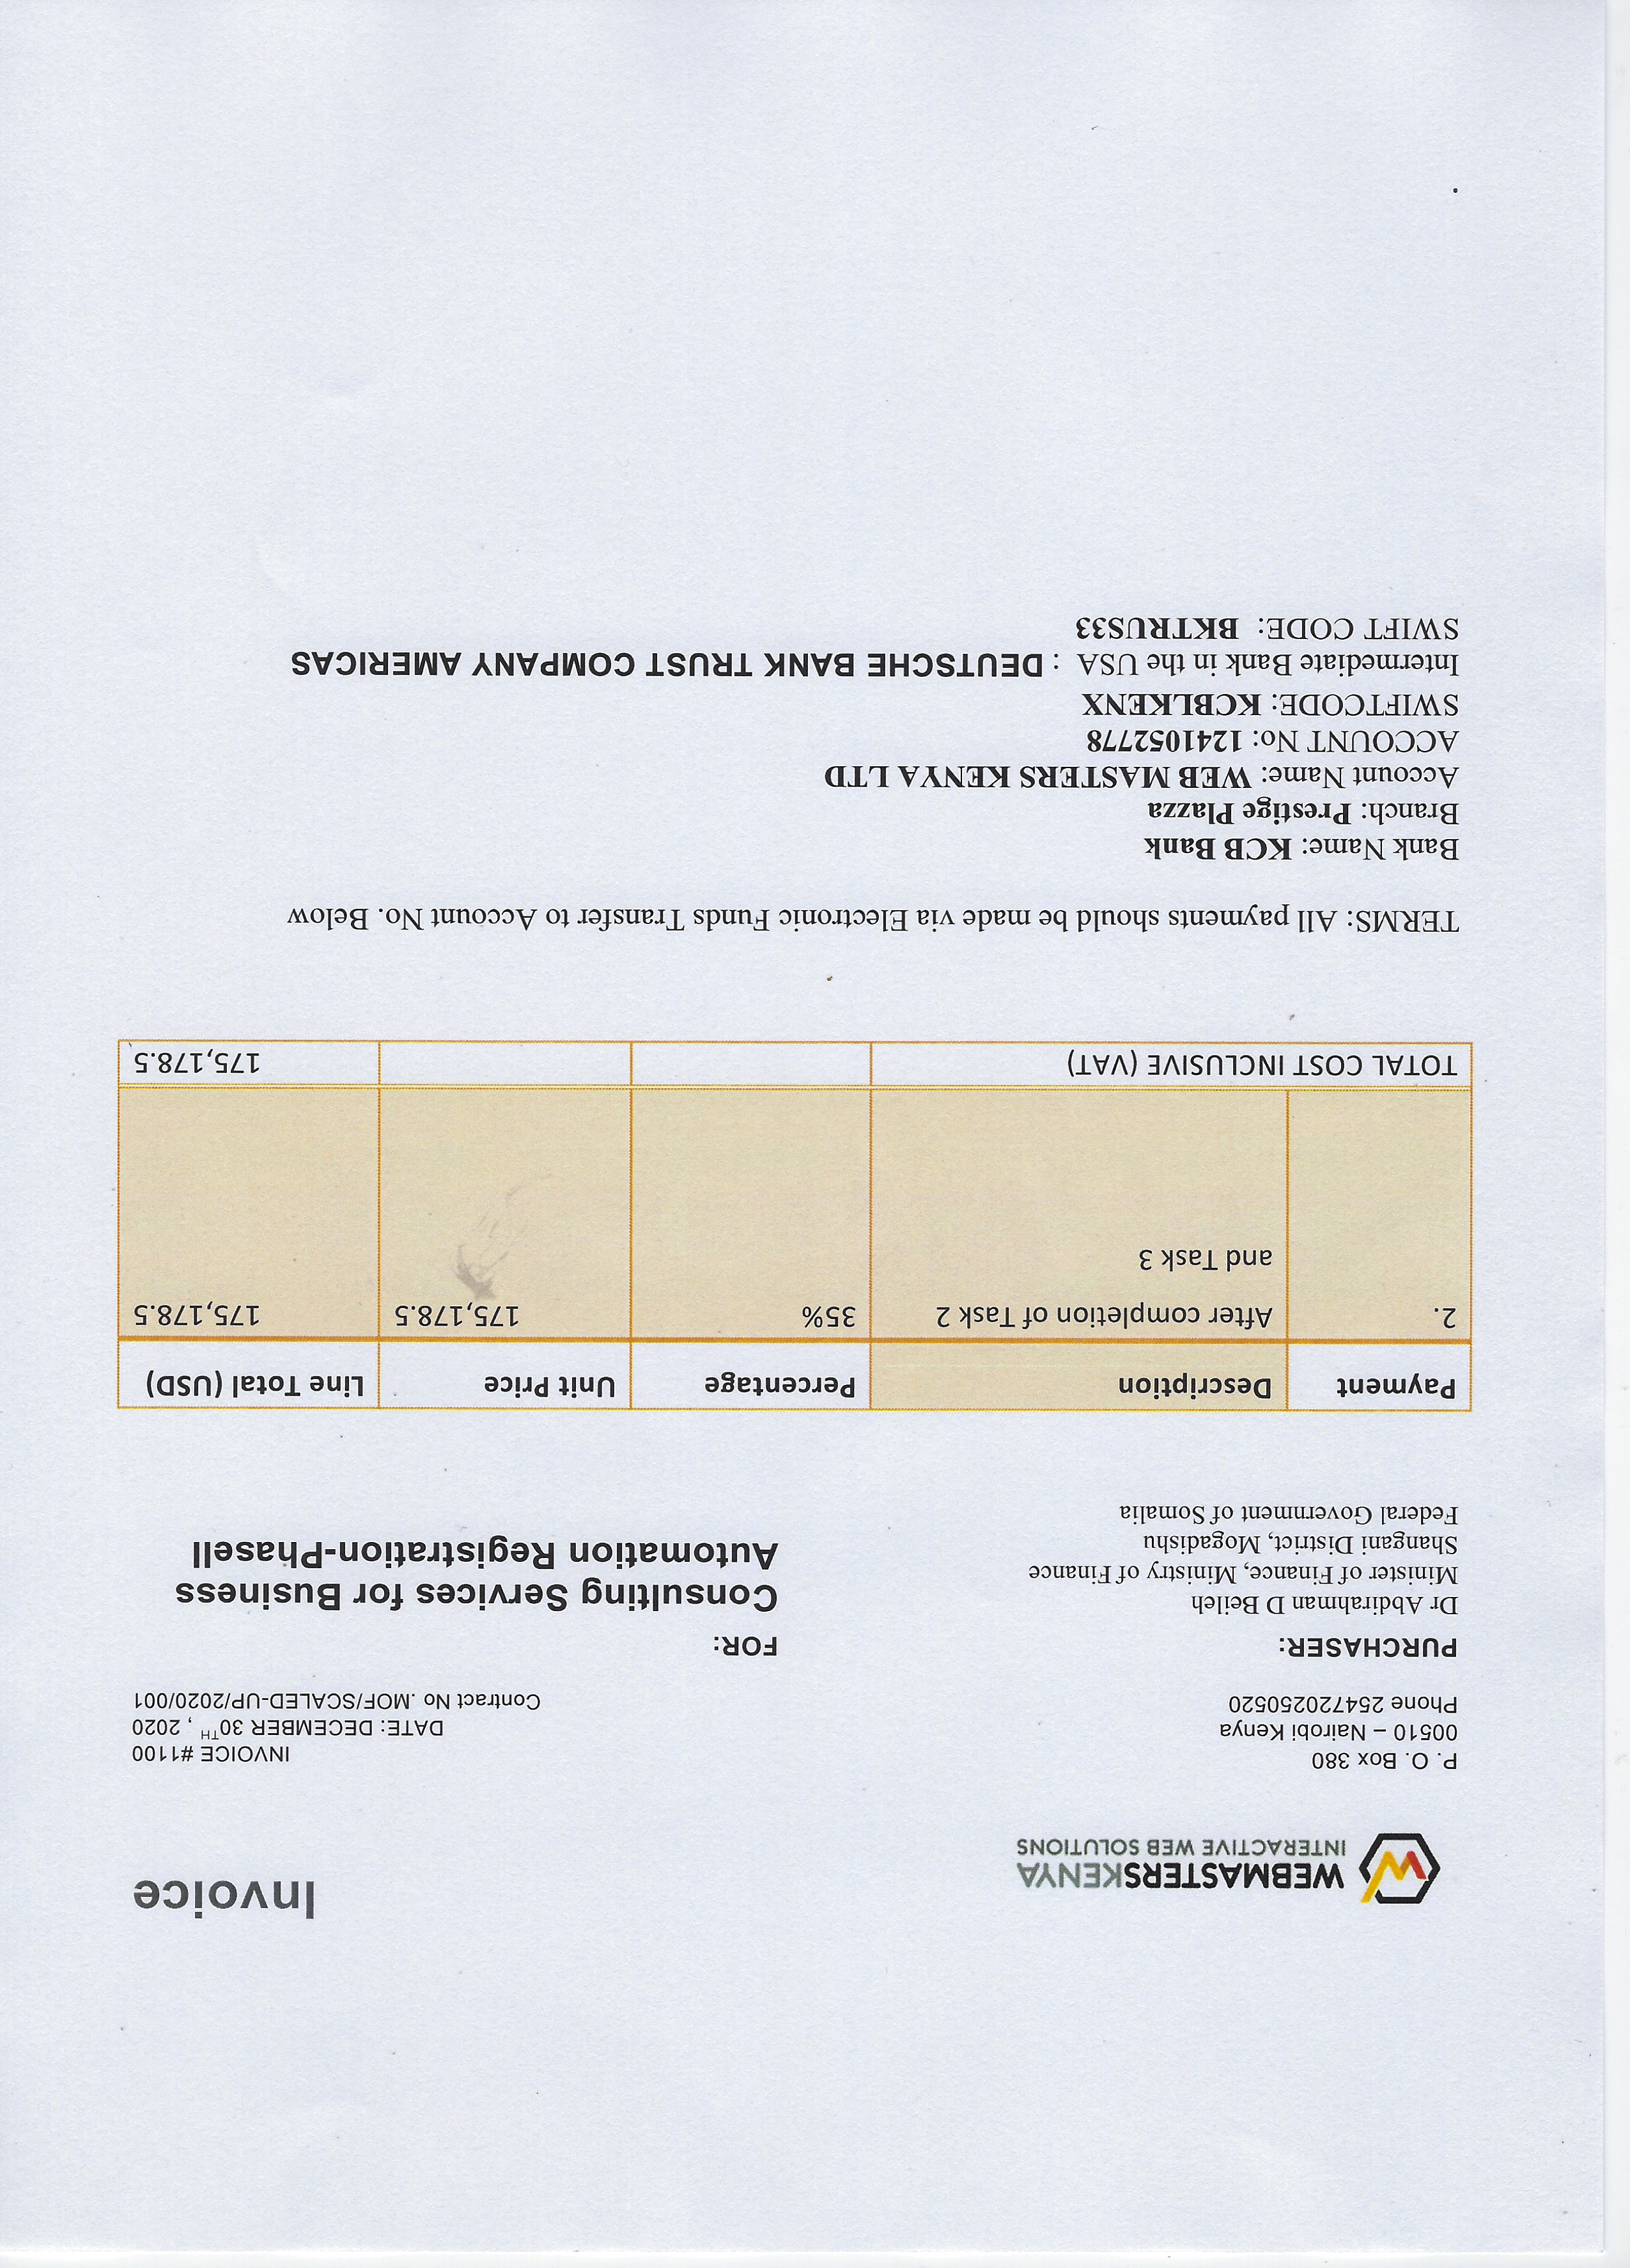 Invoice
WEBMASTERSKENYA
INTERACTIVE WEB SOLUTIONS
P. O. Box 380
00510 – Nairobi Kenya
Phone 254720250520
INVOICE #1100
DATE: DECEMBER 30TH , 2020
Contract No .MOF/SCALED-UP/2020/001
PURCHASER:
Dr Abdirahman D Beileh
Minister of Finance, Ministry of Finance
Shangani District, Mogadishu
Federal Government of Somalia
FOR:
Consulting Services for Business
Automation Registration-PhaseII
Payment Description Percentage Unit Price Line Total (USD)
2. After completion of Task 2 35% 175,178.5 175,178.5
and Task 3
TOTAL COST INCLUSIVE (VAT) 175,178.5
TERMS: All payments should be made via Electronic Funds Transfer to Account No. Below
Bank Name: KCB Bank
Branch: Prestige Plazza
Account Name: WEB MASTERS KENYA LTD
ACCOUNT No: 1241052778
SWIFTCODE: KCBLKENX
Intermediate Bank in the USA : DEUTSCHE BANK TRUST COMPANY AMERICAS
SWIFT CODE: BKTRUS33